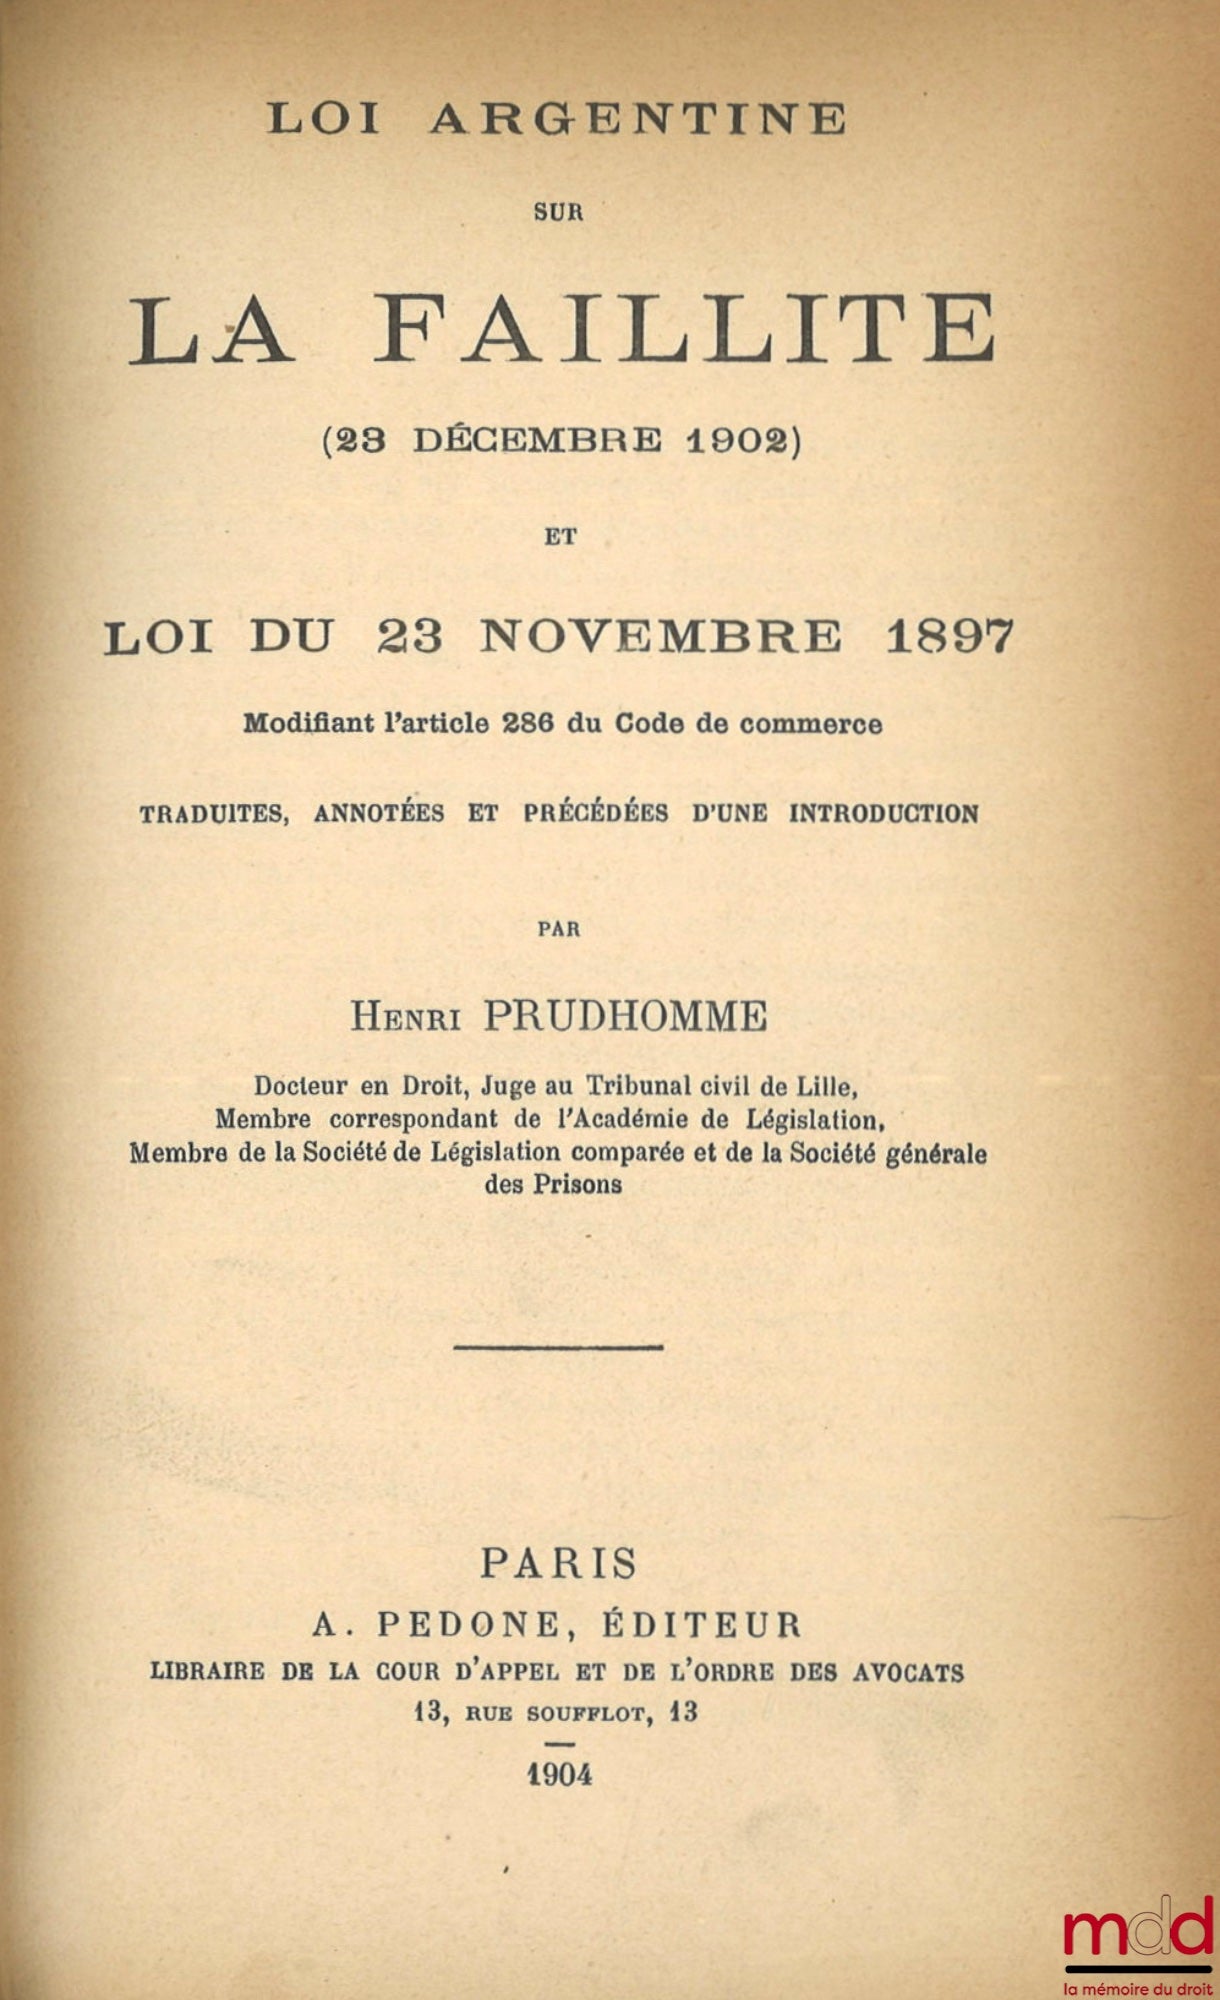 LOI ARGENTINE
SUR
LA FAILLITE
(23 DÉCEMBRE 1902)
ET
LOI DU 23 NOVEMBRE 1897
Modifiant l'article 286 du Code de commerce
TRADUITES, ANNOTÉES ET PRÉCÉDÉES D'UNE INTRODUCTION
PAR
HENRI PRUDHOMME
Docteur en Droit, Juge au Tribunal civil de Lille,
Membre correspondant de l'Académie de Législation,
Membre de la Société de Législation comparée et de la Société générale
des Prisons
PARIS
A. PEDONE, ÉDITEUR
LIBRAIRE DE LA COUR D'APPEL ET DE L'ORDRE DES AVOCATS
13, RUE SOUFFLOT, 13
1904
mdd
la mémoire du droit